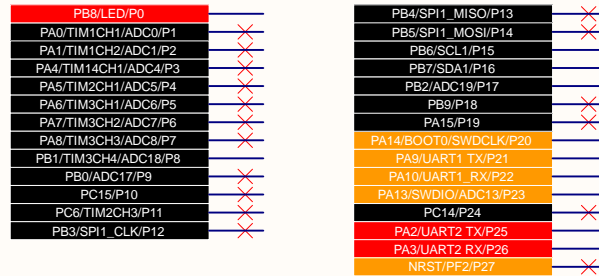 PB8/LED/P0
PA0/TIM1CH1/ADC0/P1
PA1/TIM1CH2/ADC1/P2
PA4/TIM14CH1/ADC4/P3
PA5/TIM2CH1/ADC5/P4
PA6/TIM3CH1/ADC6/P5
PA7/TIM3CH2/ADC7/P6
PA8/TIM3CH3/ADC8/P7
PB1/TIM3CH4/ADC18/P8
PB0/ADC17/P9
PC15/P10
PC6/TIM2CH3/P11
PB3/SPI1_CLK/P12
PB4/SPI1_MISO/P13
PB5/SPI1_MOSI/P14
PB6/SCL1/P15
PB7/SDA1/P16
PB2/ADC19/P17
PB9/P18
PA15/P19
PA14/BOOT0/SWDCLK/P20
PA9/UART1 TX/P21
PA10/UART1_RX/P22
PA13/SWDIO/ADC13/P23
PC14/P24
PA2/UART2 TX/P25
PA3/UART2 RX/P26
NRST/PF2/P27